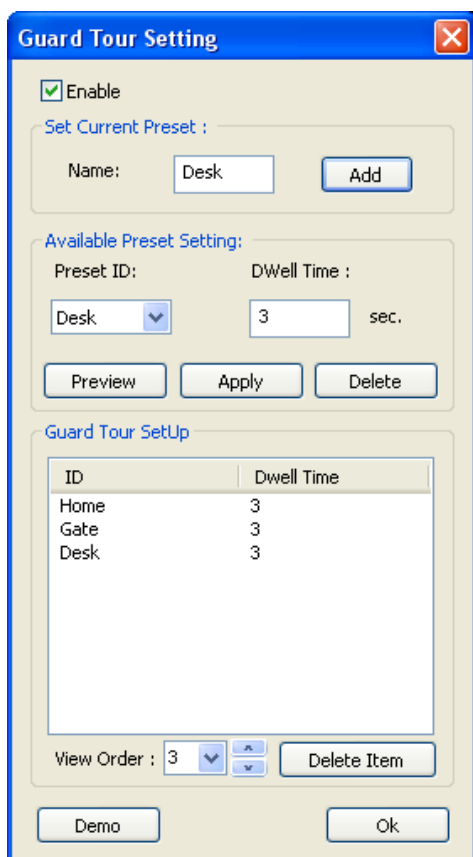 Guard Tour Setting
Enable
Set Current Preset :
Name: Desk Add
Available Preset Setting:
Preset ID: DWell Time :
Desk 3 sec.
Preview Apply Delete
Guard Tour SetUp
ID Dwell Time
Home 3
Gate 3
Desk 3
View Order : 3 Delete Item
Demo Ok